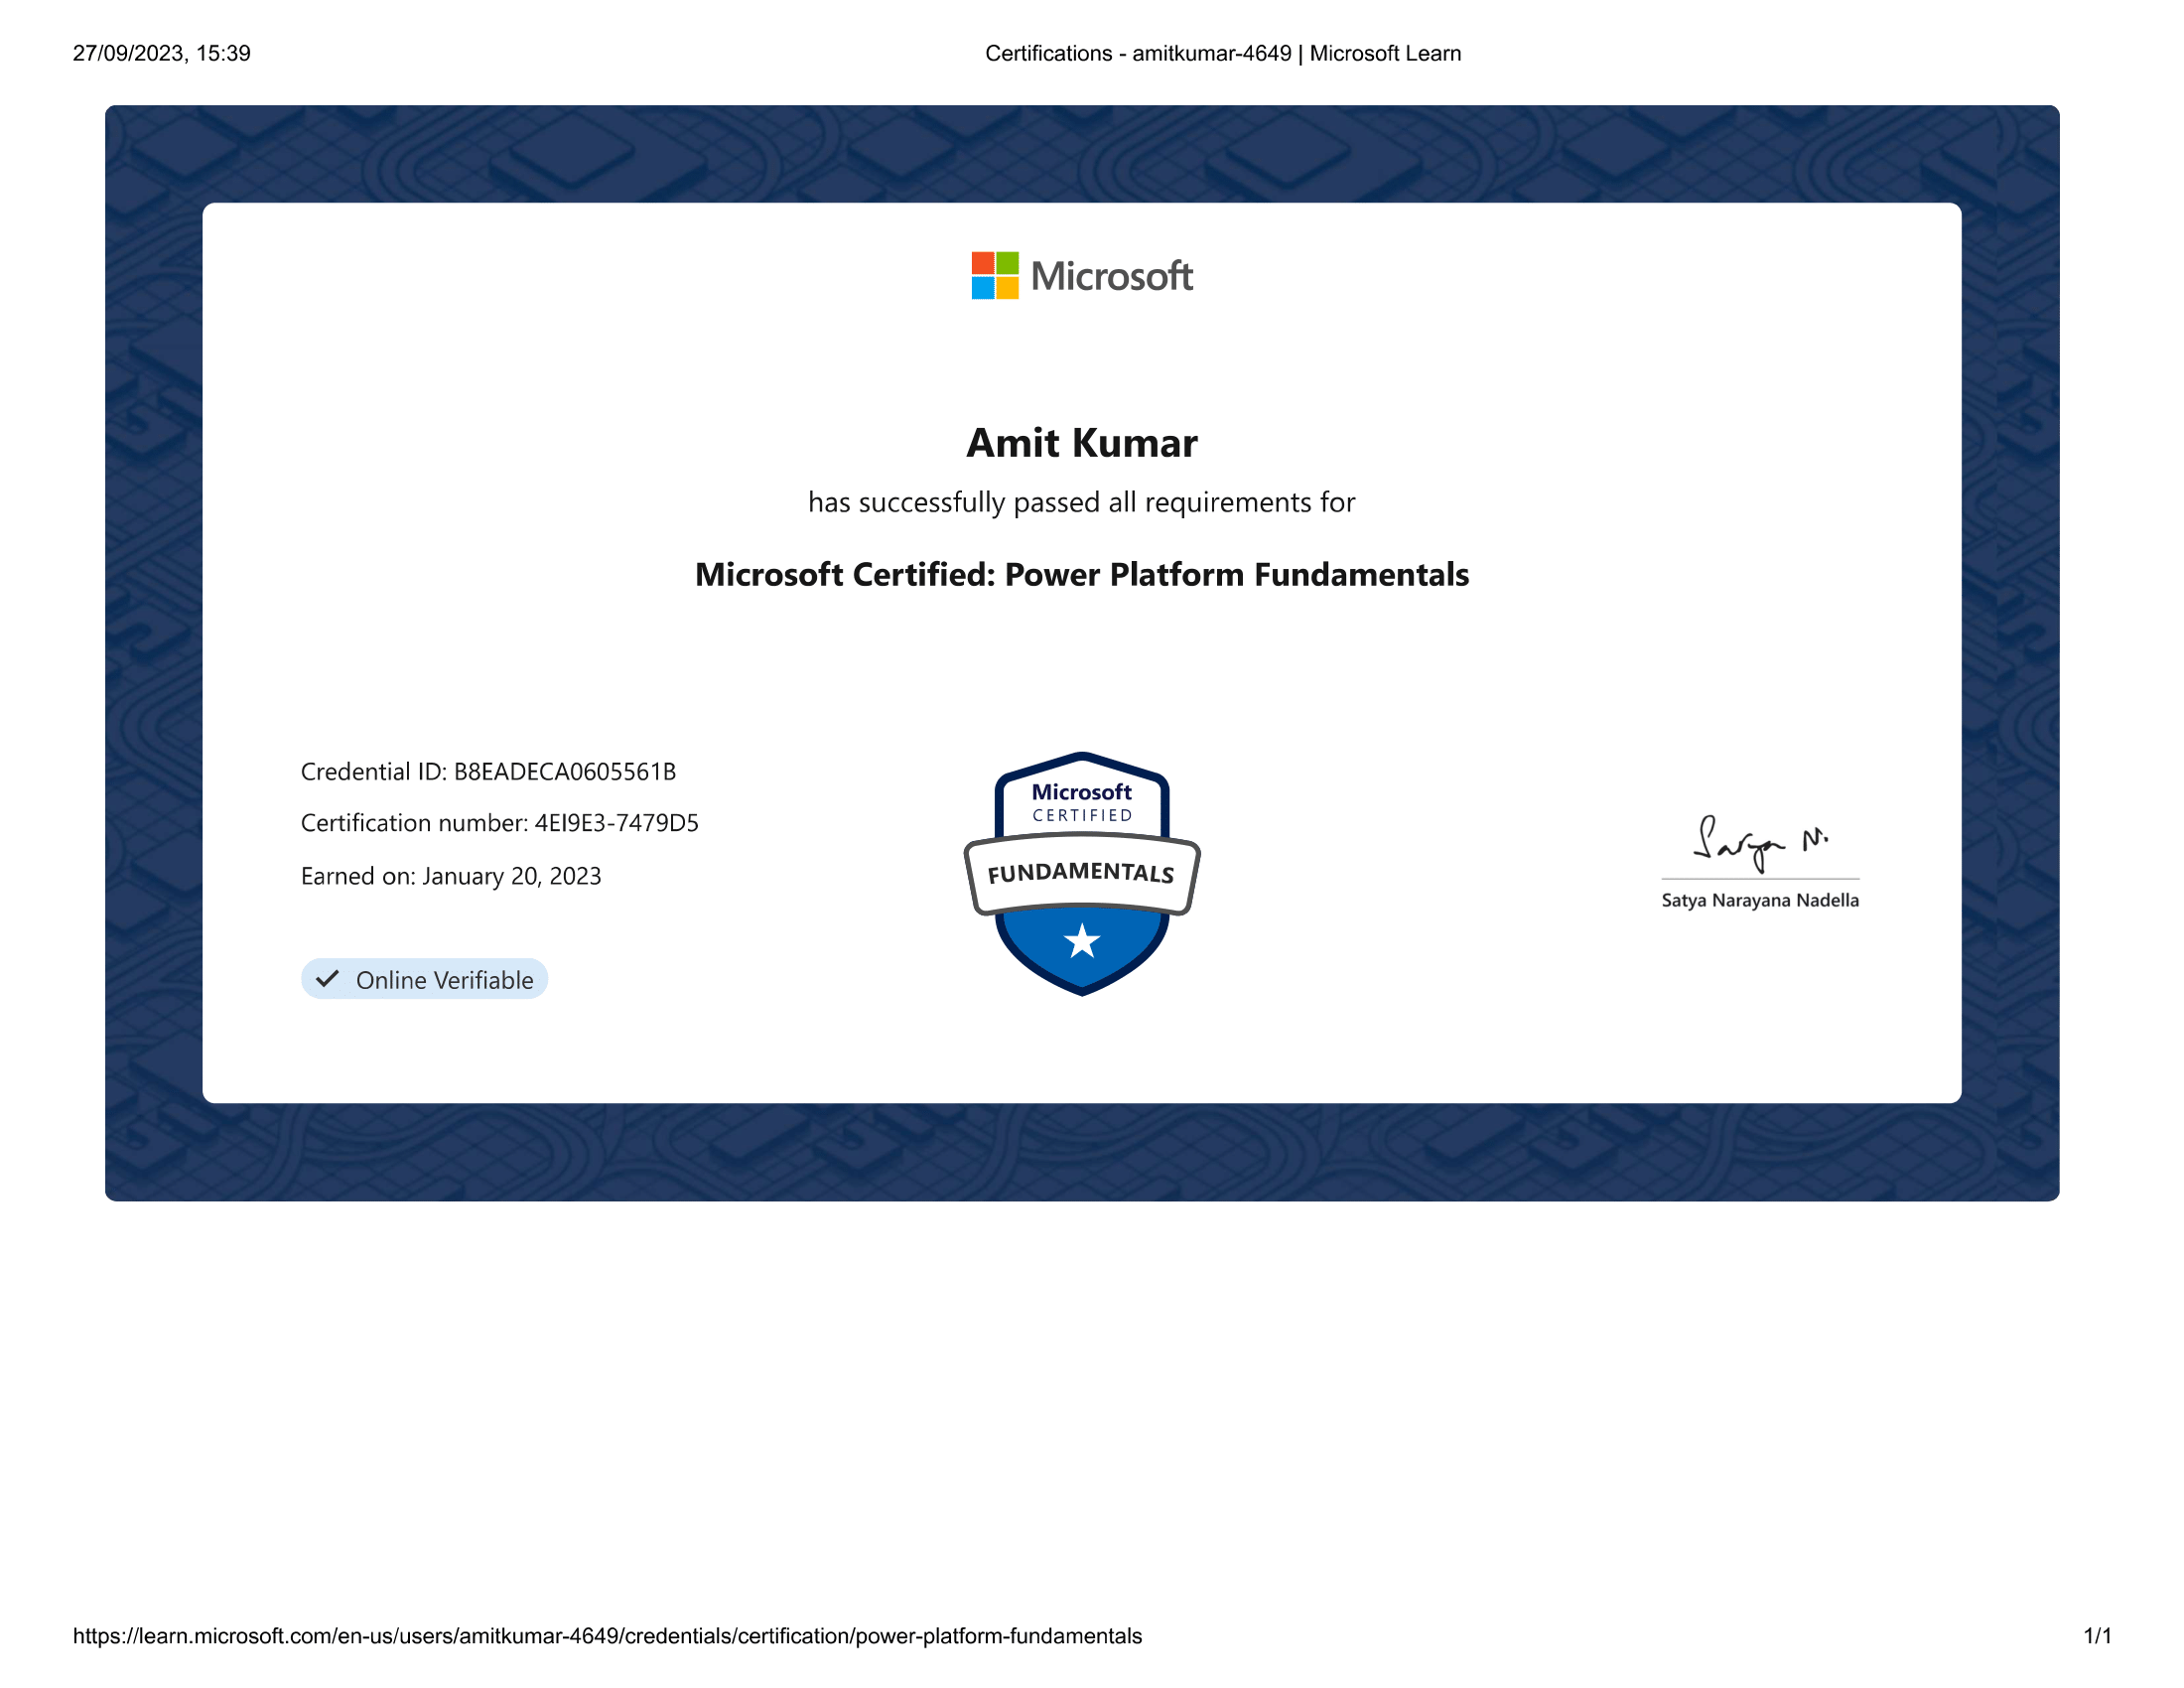 27/09/2023, 15:39
Certifications - amitkumar-4649 | Microsoft Learn
Microsoft
Amit Kumar
has successfully passed all requirements for
Microsoft Certified: Power Platform Fundamentals
Credential ID: B8EADECA0605561B
Certification number: 4EI9E3-7479D5
Earned on: January 20, 2023
Online Verifiable
Microsoft
CERTIFIED
FUNDAMENTALS
Satya N.
Satya Narayana Nadella
https://learn.microsoft.com/en-us/users/amitkumar-4649/credentials/certification/power-platform-fundamentals
1/1